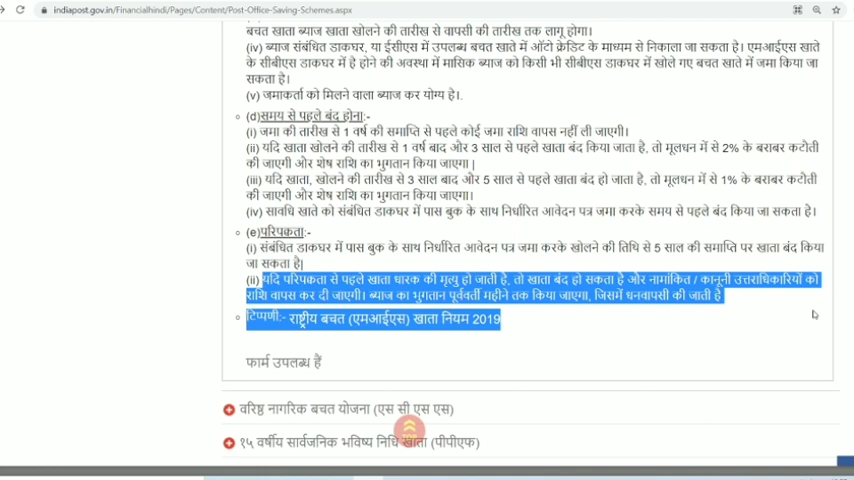 indiapost.gov.in/Financialhindi/Pages/Content/Post-Office-Saving-Schemes.aspx
बचत खाता ब्याज खाता खोलने की तारीख से वापसी की तारीख तक लागू होगा।
(iv) ब्याज संबंधित डाकघर, या ईसीएस में उपलब्ध बचत खाते में ऑटो क्रेडिट के माध्यम से निकाला जा सकता है। एमआईएस खाते
के सीबीएस डाकघर में है होने की अवस्था में मासिक ब्याज को किसी भी सीबीएस डाकघर में खोले गए बचत खाते में जमा किया जा
सकता है।
(v) जमाकर्ता को मिलने वाला ब्याज कर योग्य है।.
(d)समय से पहले बंद होना:-
(i) जमा की तारीख से 1 वर्ष की समाप्ति से पहले कोई जमा राशि वापस नहीं ली जाएगी।
(ii) यदि खाता खोलने की तारीख से 1 वर्ष बाद और 3 साल से पहले खाता बंद किया जाता है, तो मूलधन में से 2% के बराबर कटौती
की जाएगी और शेष राशि का भुगतान किया जाएगा |
(iii) यदि खाता, खोलने की तारीख से 3 साल बाद और 5 साल से पहले खाता बंद हो जाता है, तो मूलधन में से 1% के बराबर कटौती
की जाएगी और शेष राशि का भुगतान किया जाएगा।
(iv) सावधि खाते को संबंधित डाकघर में पास बुक के साथ निर्धारित आवेदन पत्र जमा करके समय से पहले बंद किया जा सकता है।
(e)परिपकता:-
(i) संबंधित डाकघर में पास बुक के साथ निर्धारित आवेदन पत्र जमा करके खोलने की तिथि से 5 साल की समाप्ति पर खाता बंद किया
जा सकता है|
(ii) यदि परिपकता से पहले खाता धारक की मृत्यु हो जाती है, तो खाता बंद हो सकता है और नामांकित / कानूनी उत्तराधिकारियों को
राशि वापस कर दी जाएगी। ब्याज का भुगतान पूर्ववर्ती महीने तक किया जाएगा, जिसमें धनवापसी की जाती है
टिप्पणी:- राष्ट्रीय बचत (एमआईएस) खाता नियम 2019
फार्म उपलब्ध हैं
वरिष्ठ नागरिक बचत योजना (एस सी एस एस)
१५ वर्षीय सार्वजनिक भविष्य निधि खाता (पीपीएफ)